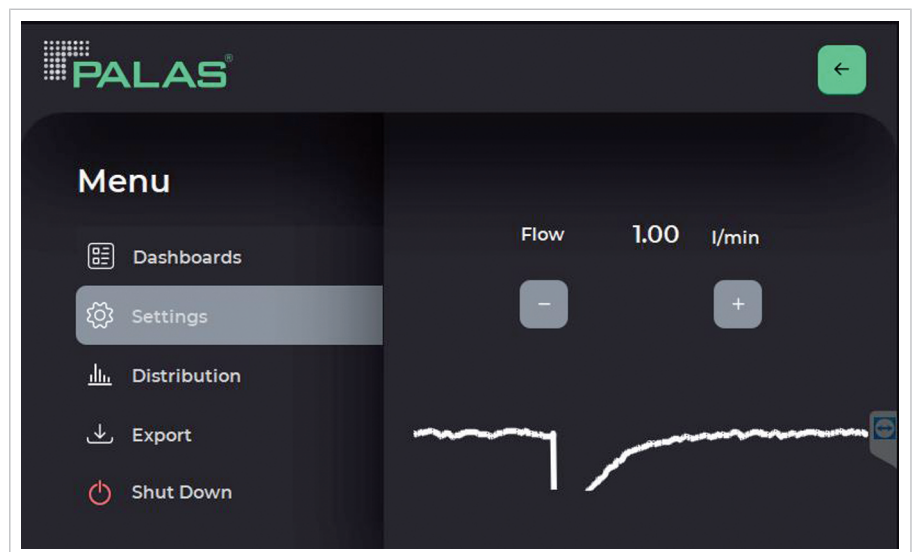 PALAS®
Menu
Dashboards
Settings
Distribution
Export
Shut Down
Flow 1.00 l/min
− +